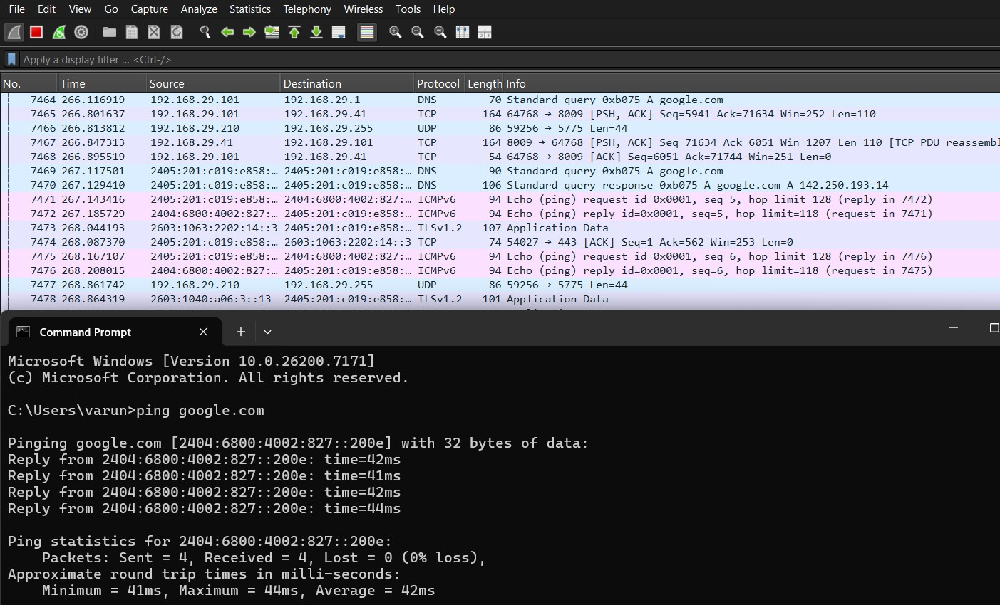 File Edit View Go Capture Analyze Statistics Telephony Wireless Tools Help
Apply a display filter ... <Ctrl-/>
No. Time Source Destination Protocol Length Info
7464 266.116919 192.168.29.101 192.168.29.1 DNS 70 Standard query 0xb075 A google.com
7465 266.801637 192.168.29.101 192.168.29.41 TCP 164 64768 → 8009 [PSH, ACK] Seq=5941 Ack=71634 Win=252 Len=110
7466 266.813812 192.168.29.210 192.168.29.255 UDP 86 59256 → 5775 Len=44
7467 266.847313 192.168.29.41 192.168.29.101 TCP 164 8009 → 64768 [PSH, ACK] Seq=71634 Ack=6051 Win=1207 Len=110 [TCP PDU reassembl
7468 266.895519 192.168.29.101 192.168.29.41 TCP 54 64768 → 8009 [ACK] Seq=6051 Ack=71744 Win=251 Len=0
7469 267.117501 2405:201:c019:e858:… 2405:201:c019:e858:… DNS 90 Standard query 0xb075 A google.com
7470 267.129410 2405:201:c019:e858:… 2405:201:c019:e858:… DNS 106 Standard query response 0xb075 A google.com A 142.250.193.14
7471 267.143416 2405:201:c019:e858:… 2404:6800:4002:827:… ICMPv6 94 Echo (ping) request id=0x0001, seq=5, hop limit=128 (reply in 7472)
7472 267.185729 2404:6800:4002:827:… 2405:201:c019:e858:… ICMPv6 94 Echo (ping) reply id=0x0001, seq=5, hop limit=118 (request in 7471)
7473 268.044193 2603:1063:2202:14::3 2405:201:c019:e858:… TLSv1.2 107 Application Data
7474 268.087370 2405:201:c019:e858:… 2603:1063:2202:14::3 TCP 74 54027 → 443 [ACK] Seq=1 Ack=562 Win=253 Len=0
7475 268.167107 2405:201:c019:e858:… 2404:6800:4002:827:… ICMPv6 94 Echo (ping) request id=0x0001, seq=6, hop limit=128 (reply in 7476)
7476 268.208015 2404:6800:4002:827:… 2405:201:c019:e858:… ICMPv6 94 Echo (ping) reply id=0x0001, seq=6, hop limit=118 (request in 7475)
7477 268.861742 192.168.29.210 192.168.29.255 UDP 86 59256 → 5775 Len=44
7478 268.864319 2603:1040:a06:3::13 2405:201:c019:e858:… TLSv1.2 101 Application Data
Command Prompt
Microsoft Windows [Version 10.0.26200.7171]
(c) Microsoft Corporation. All rights reserved.
C:\Users\varun>ping google.com
Pinging google.com [2404:6800:4002:827::200e] with 32 bytes of data:
Reply from 2404:6800:4002:827::200e: time=42ms
Reply from 2404:6800:4002:827::200e: time=41ms
Reply from 2404:6800:4002:827::200e: time=42ms
Reply from 2404:6800:4002:827::200e: time=44ms
Ping statistics for 2404:6800:4002:827::200e:
Packets: Sent = 4, Received = 4, Lost = 0 (0% loss),
Approximate round trip times in milli-seconds:
Minimum = 41ms, Maximum = 44ms, Average = 42ms